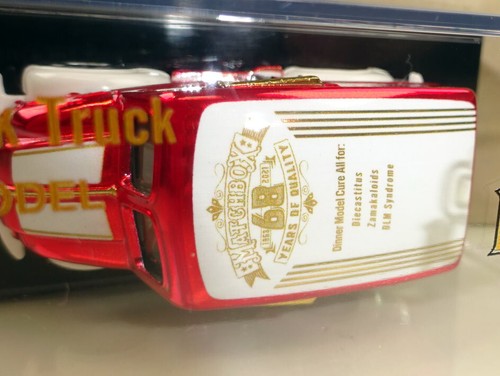 k Truck
ODEL
MATCHBOX
68
YEARS OF QUALITY
Dinner Model Cure All for:
Diecastitus
Zamakaloids
DLM Syndrome